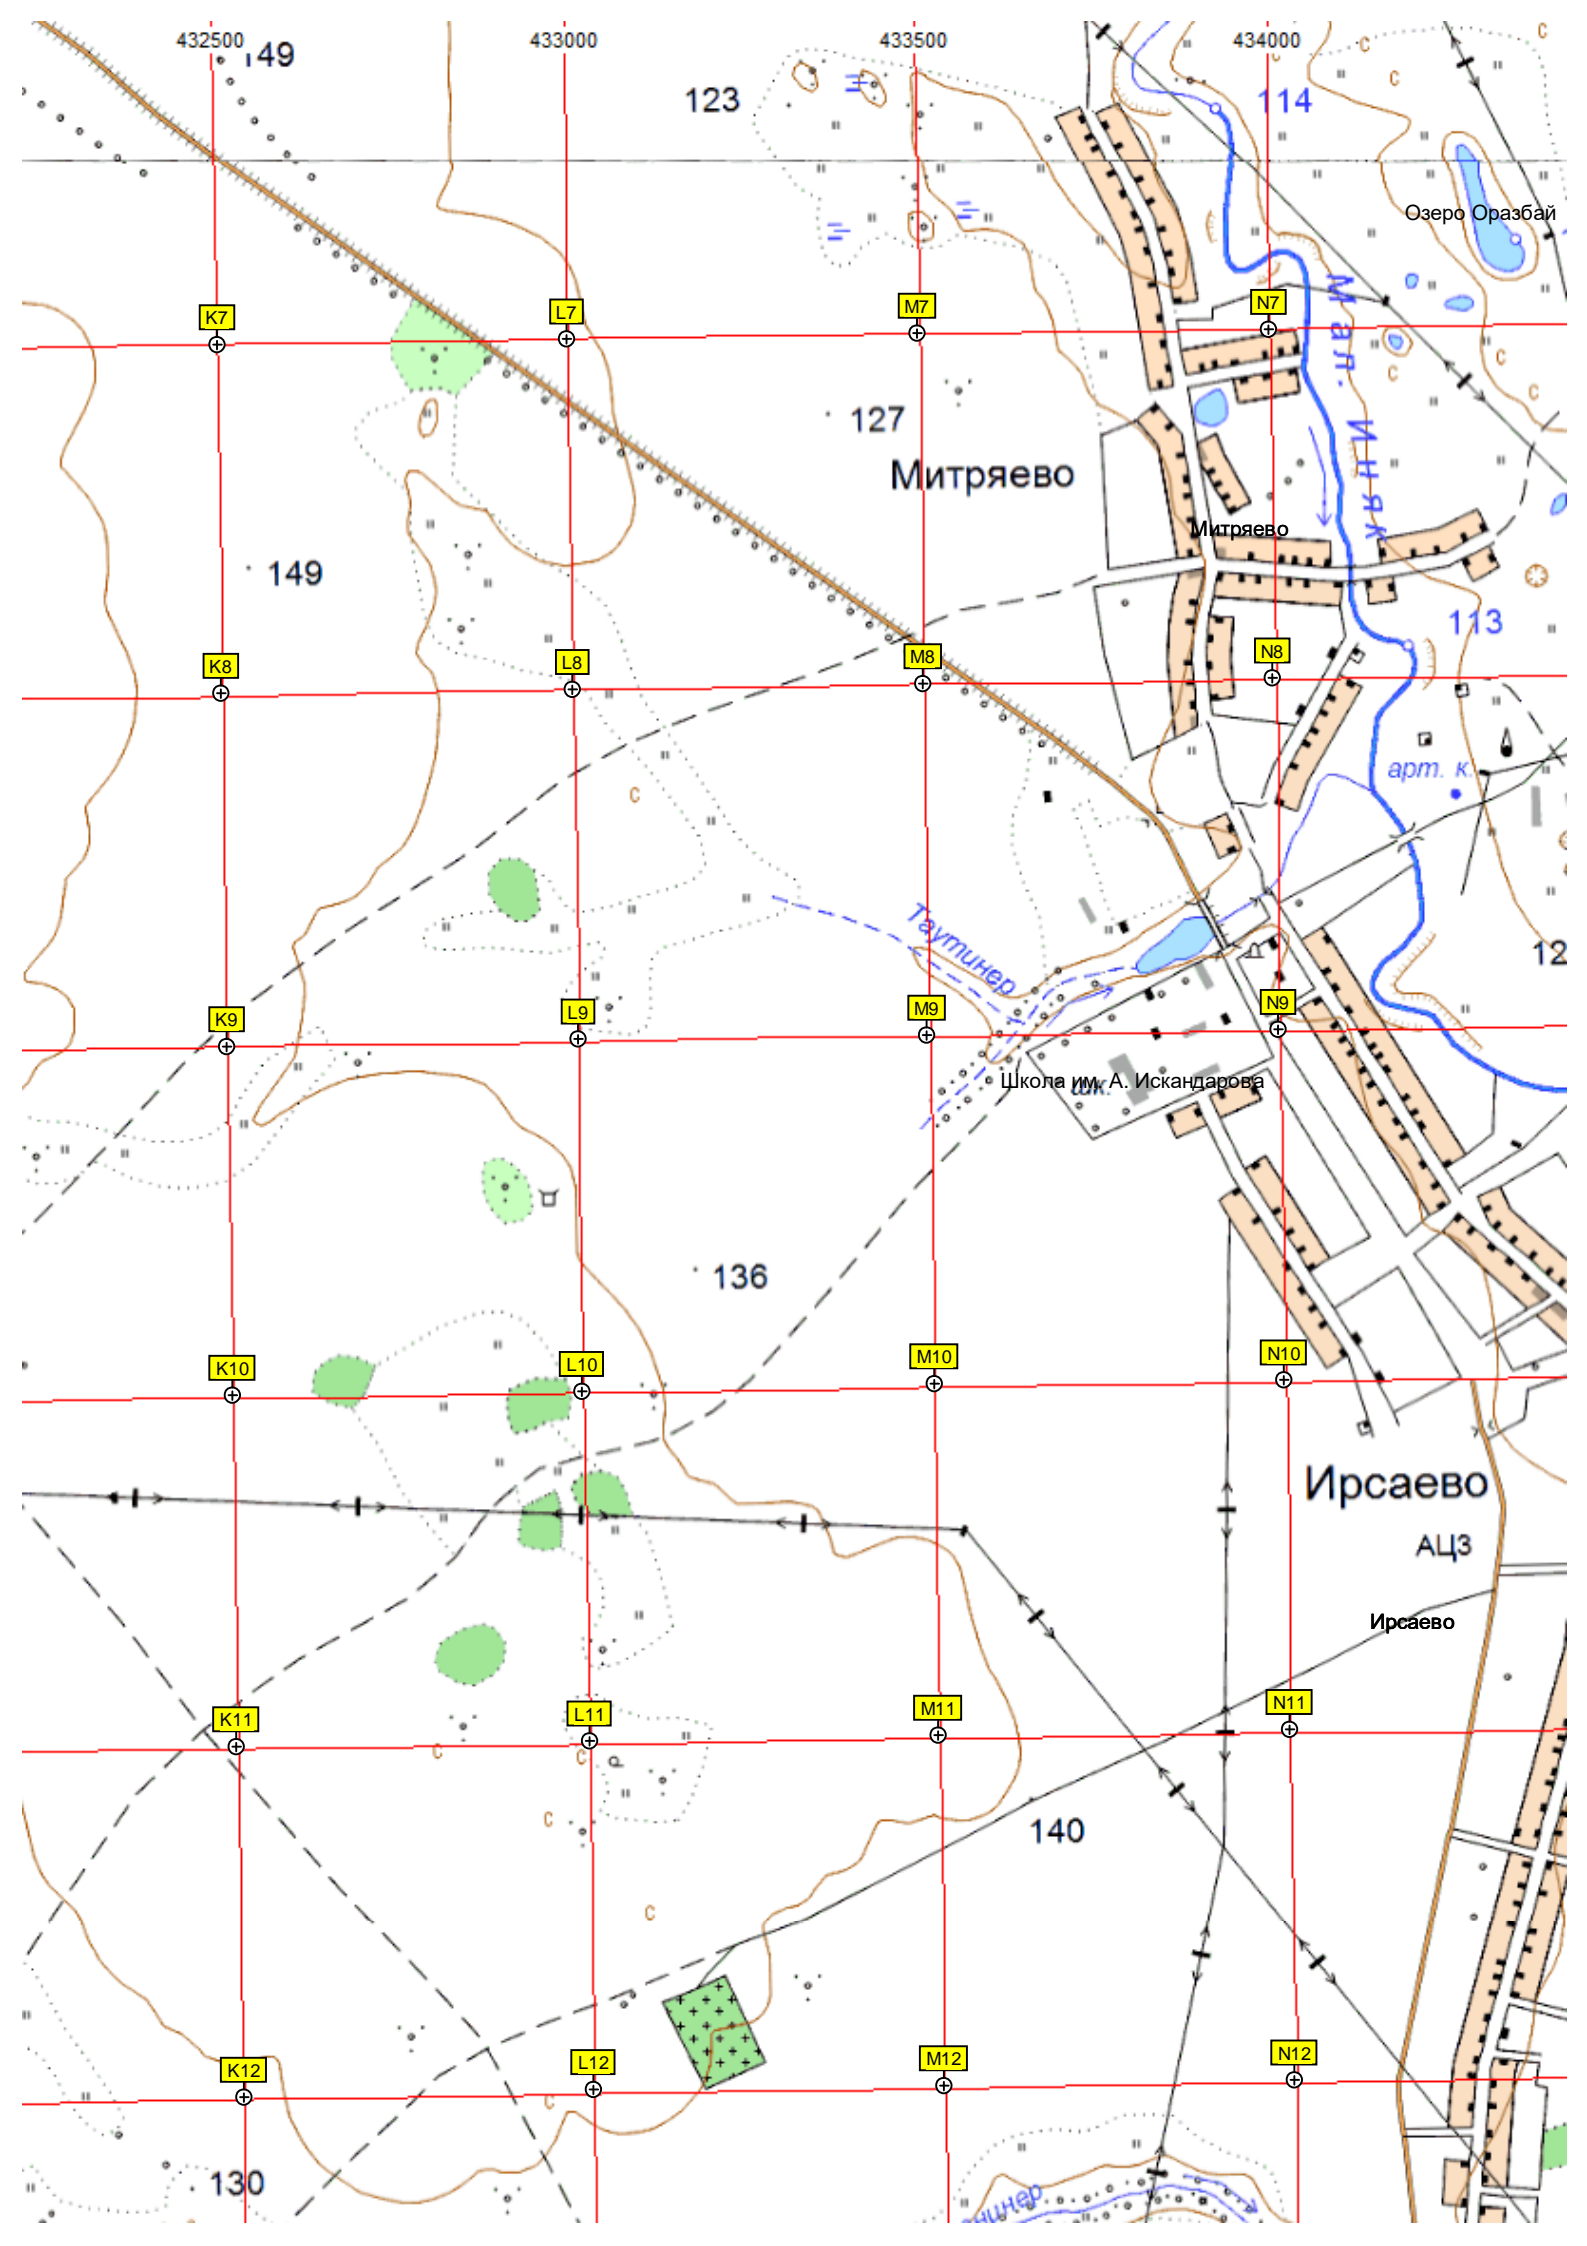 432500 433000 433500 434000
149
123
114
Озеро Оразбай
K7 L7 M7 N7
Мал. Иняк
127
Митряево
Митряево
149
113
K8 L8 M8 N8
арт. к.
с
Таутинер
12
K9 L9 M9 N9
Школа им. А. Искандарова
шк.
136
K10 L10 M10 N10
Ирсаево
АЦЗ
Ирсаево
K11 L11 M11 N11
с
с
р
с
140
с
K12 L12 M12 N12
с
130